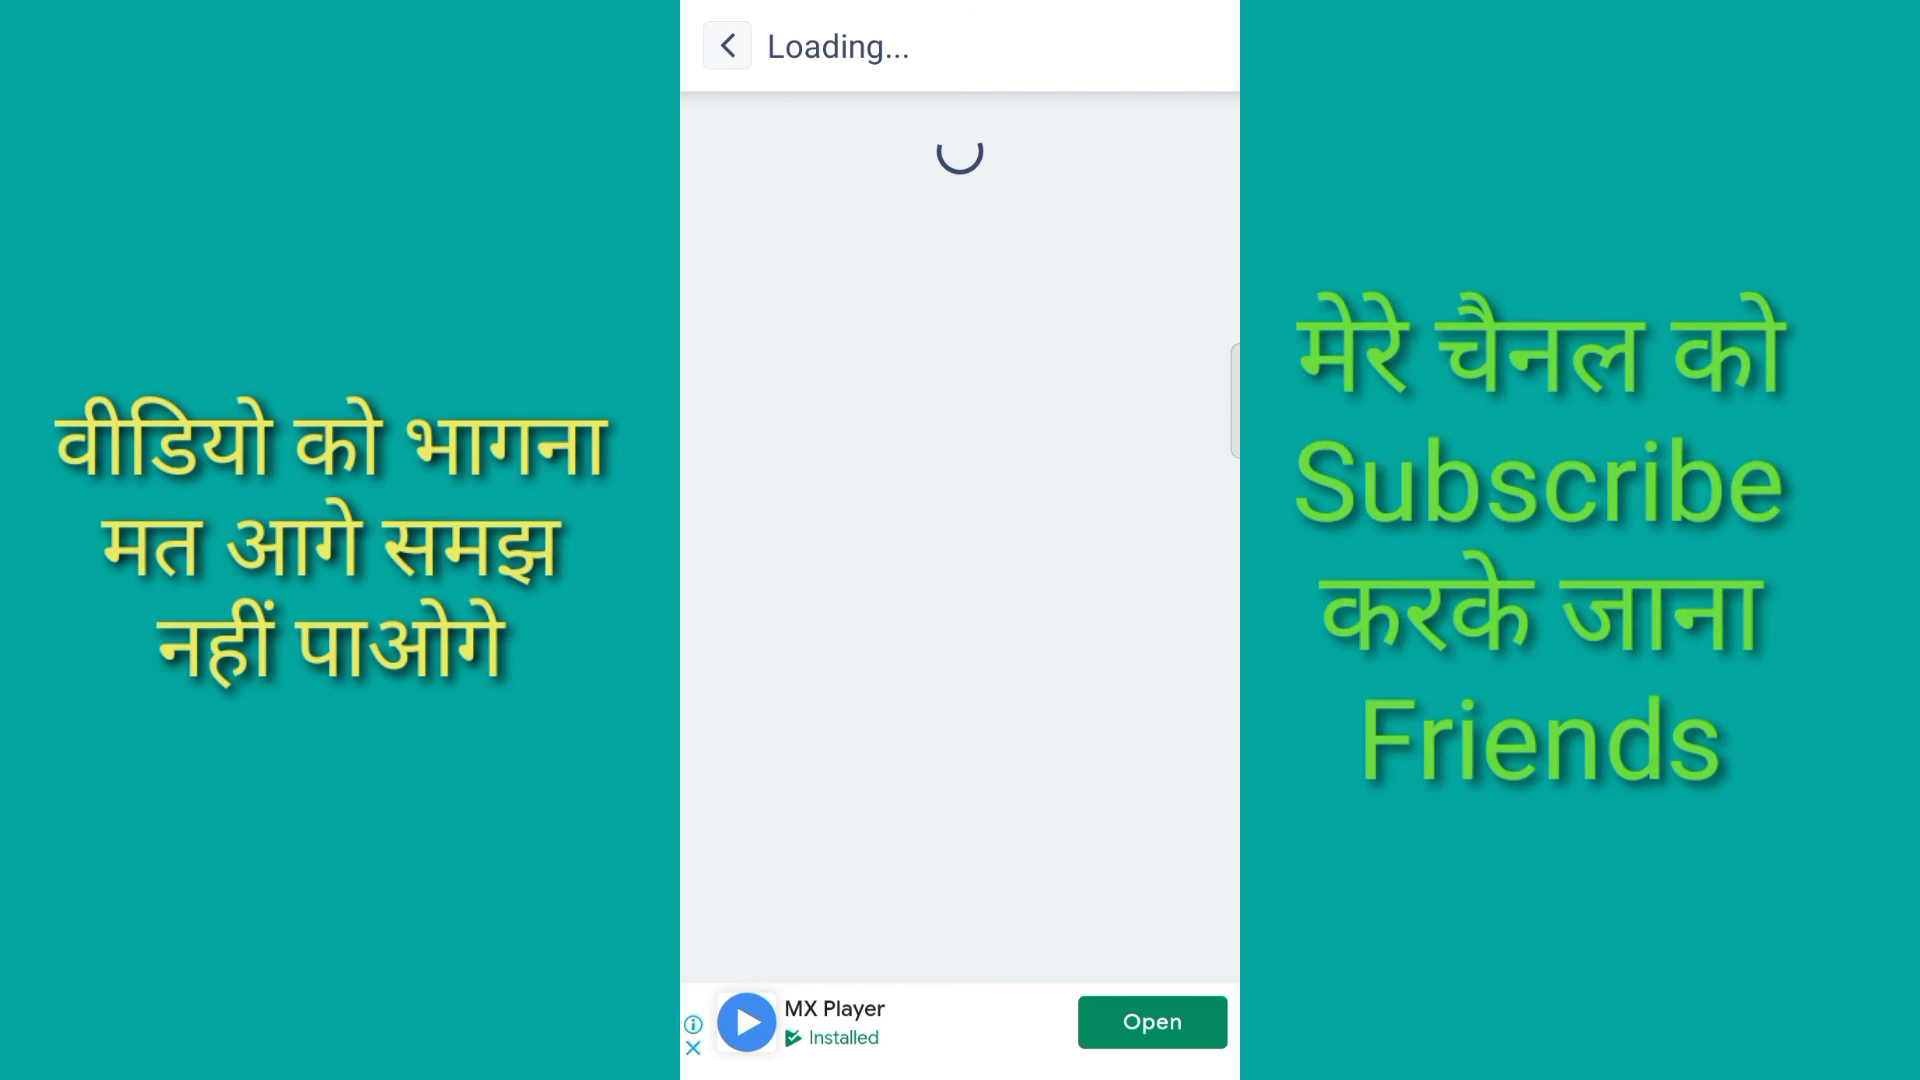 Loading...
वीडियो को भागना
मत आगे समझ
नहीं पाओगे
मेरे चैनल को
Subscribe
करके जाना
Friends
MX Player
Installed
Open